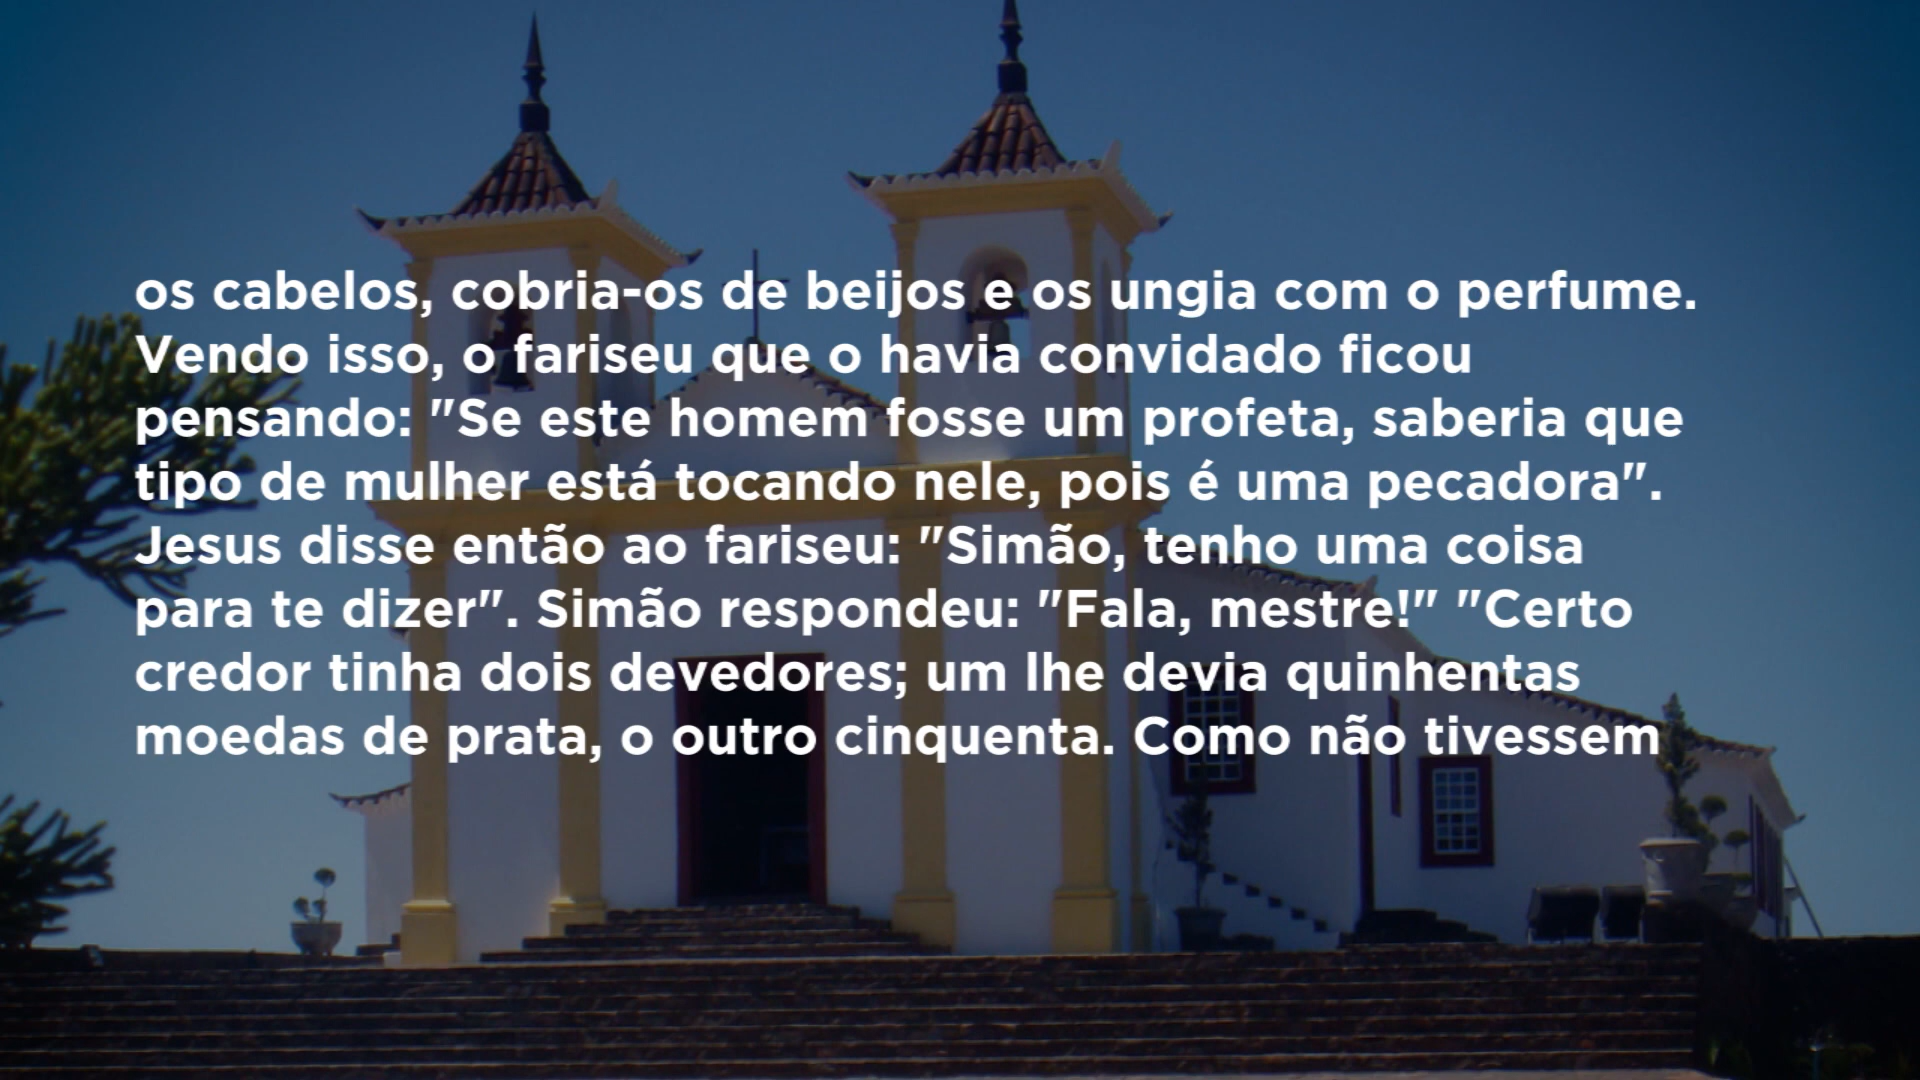 os cabelos, cobria-os de beijos e os ungia com o perfume.
Vendo isso, o fariseu que o havia convidado ficou
pensando: "Se este homem fosse um profeta, saberia que
tipo de mulher está tocando nele, pois é uma pecadora".
Jesus disse então ao fariseu: "Simão, tenho uma coisa
para te dizer". Simão respondeu: "Fala, mestre!" "Certo
credor tinha dois devedores; um lhe devia quinhentas
moedas de prata, o outro cinquenta. Como não tivessem